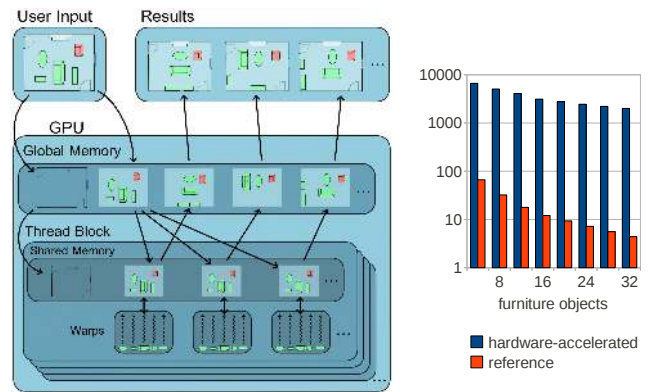 User Input
Results
...
GPU
Global Memory
...
Thread Block
Shared Memory
...
Warps
...
...
10000
1000
100
10
1
8 16 24 32
furniture objects
hardware-accelerated
reference